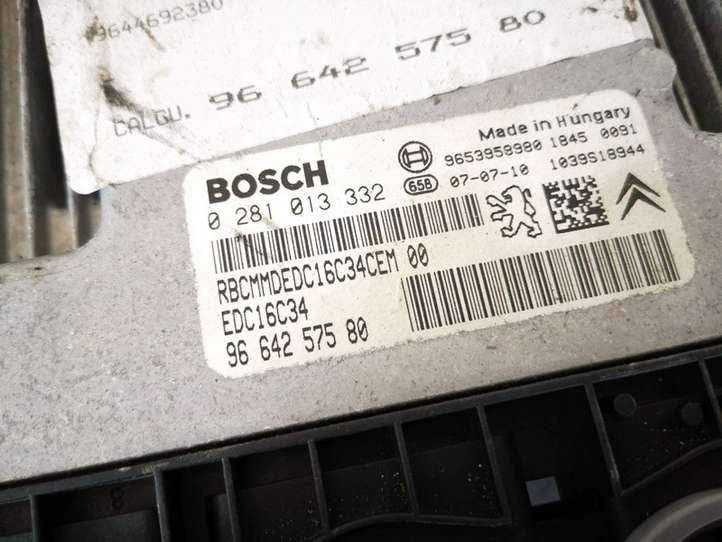 9644692380
CALCU. 96 642 575 80
Made in Hungary
BOSCH
9653958980 1845 0091
0 281 013 332
658 07-07-10 1039S18944
RBCMMDEDC16C34CEM 00
EDC16C34
96 642 575 80